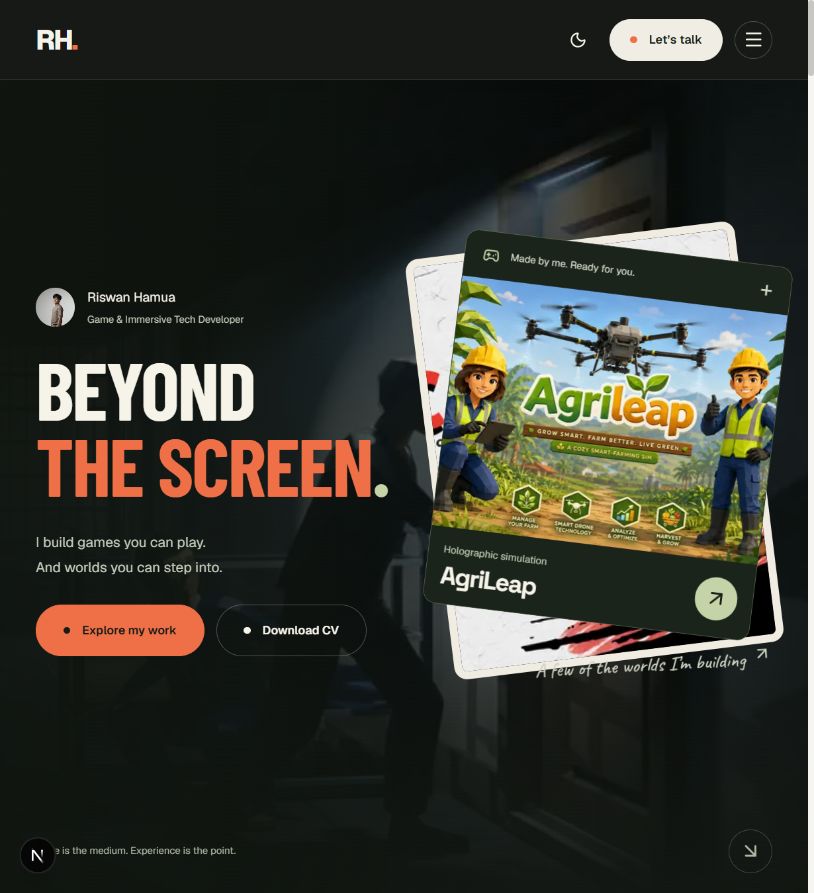 RH.
Let's talk
Riswan Hamua
Game & Immersive Tech Developer
BEYOND
THE SCREEN.
I build games you can play.
And worlds you can step into.
Explore my work
Download CV
Made by me. Ready for you.
Agrileap
GROW SMART. FARM BETTER. LIVE GREEN.
A COZY SMART-FARMING SIM
MANAGE
YOUR FARM
SMART DRONE
TECHNOLOGY
ANALYZE
& OPTIMIZE
HARVEST
& GROW
Holographic simulation
AgriLeap
A few of the worlds I'm building
N
is the medium. Experience is the point.